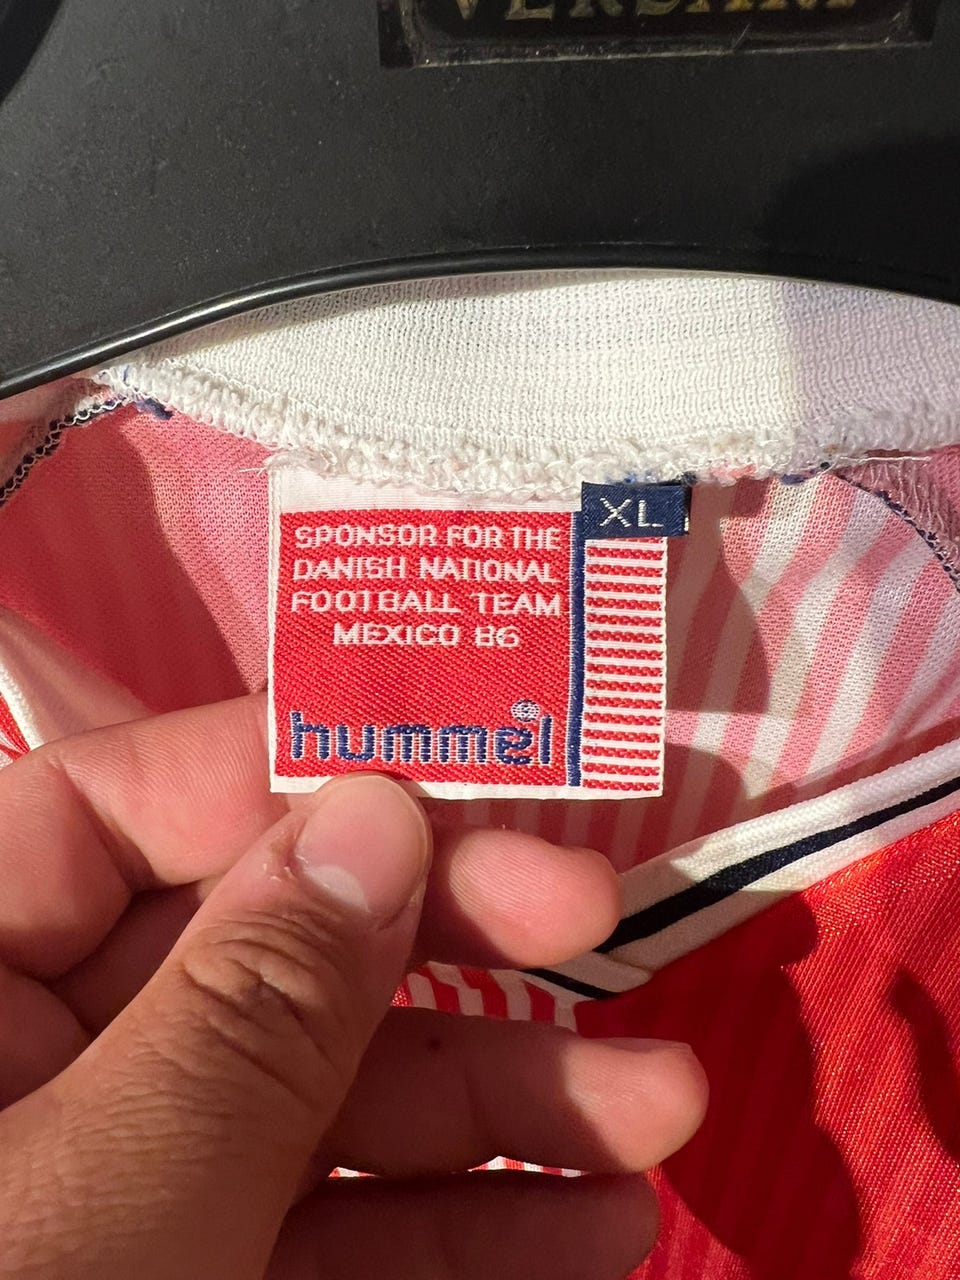 XL
SPONSOR FOR THE
DANISH NATIONAL
FOOTBALL TEAM
MEXICO 86
hummel